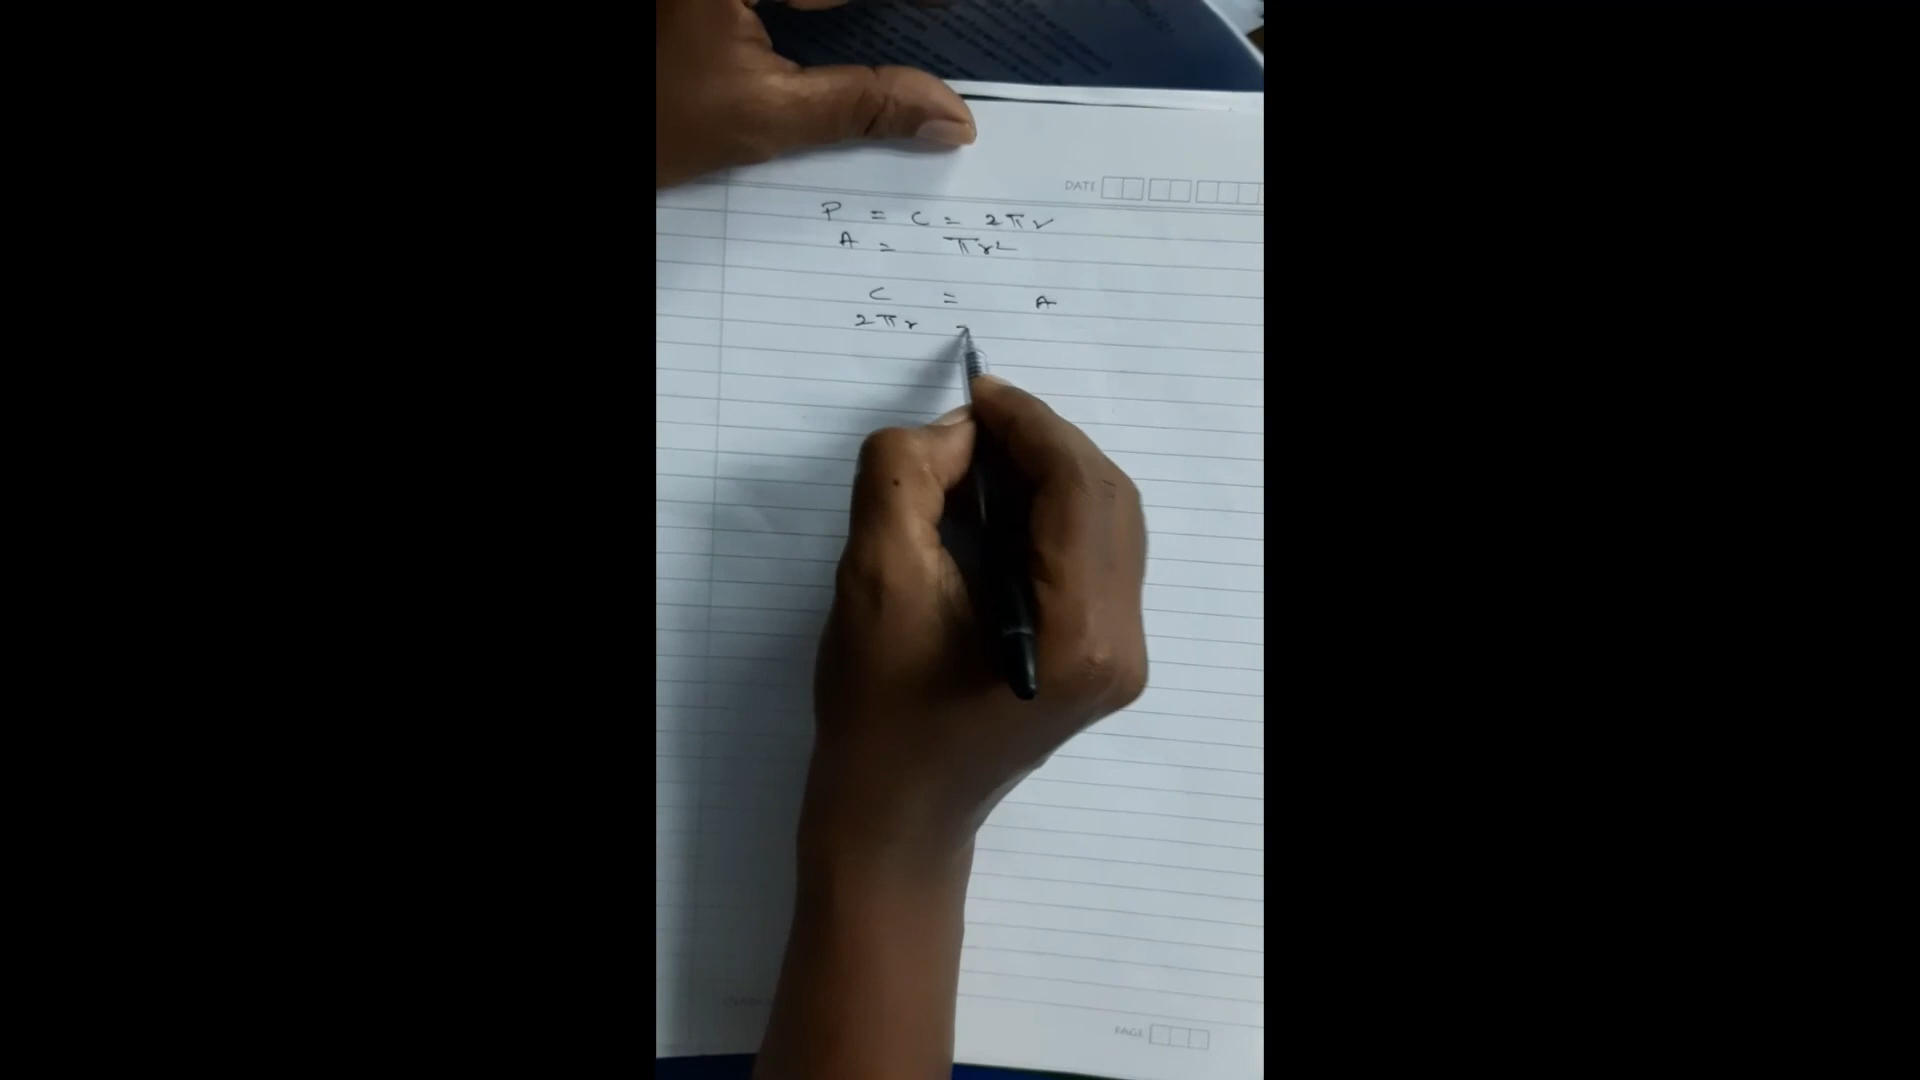 DATE
P = C = 2πr
A = πr²
C = A
2πr =
PAGE